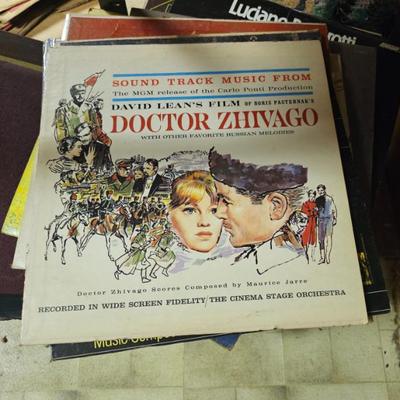 Luciano
SOUND TRACK MUSIC FROM
The MGM release of the Carlo Ponti Production
DAVID LEAN'S FILM OF BORIS PASTERNAK'S
DOCTOR ZHIVAGO
WITH OTHER FAVORITE RUSSIAN MELODIES
Doctor Zhivago Scores Composed by Maurice Jarre
RECORDED IN WIDE SCREEN FIDELITY/THE CINEMA STAGE ORCHESTRA
Music